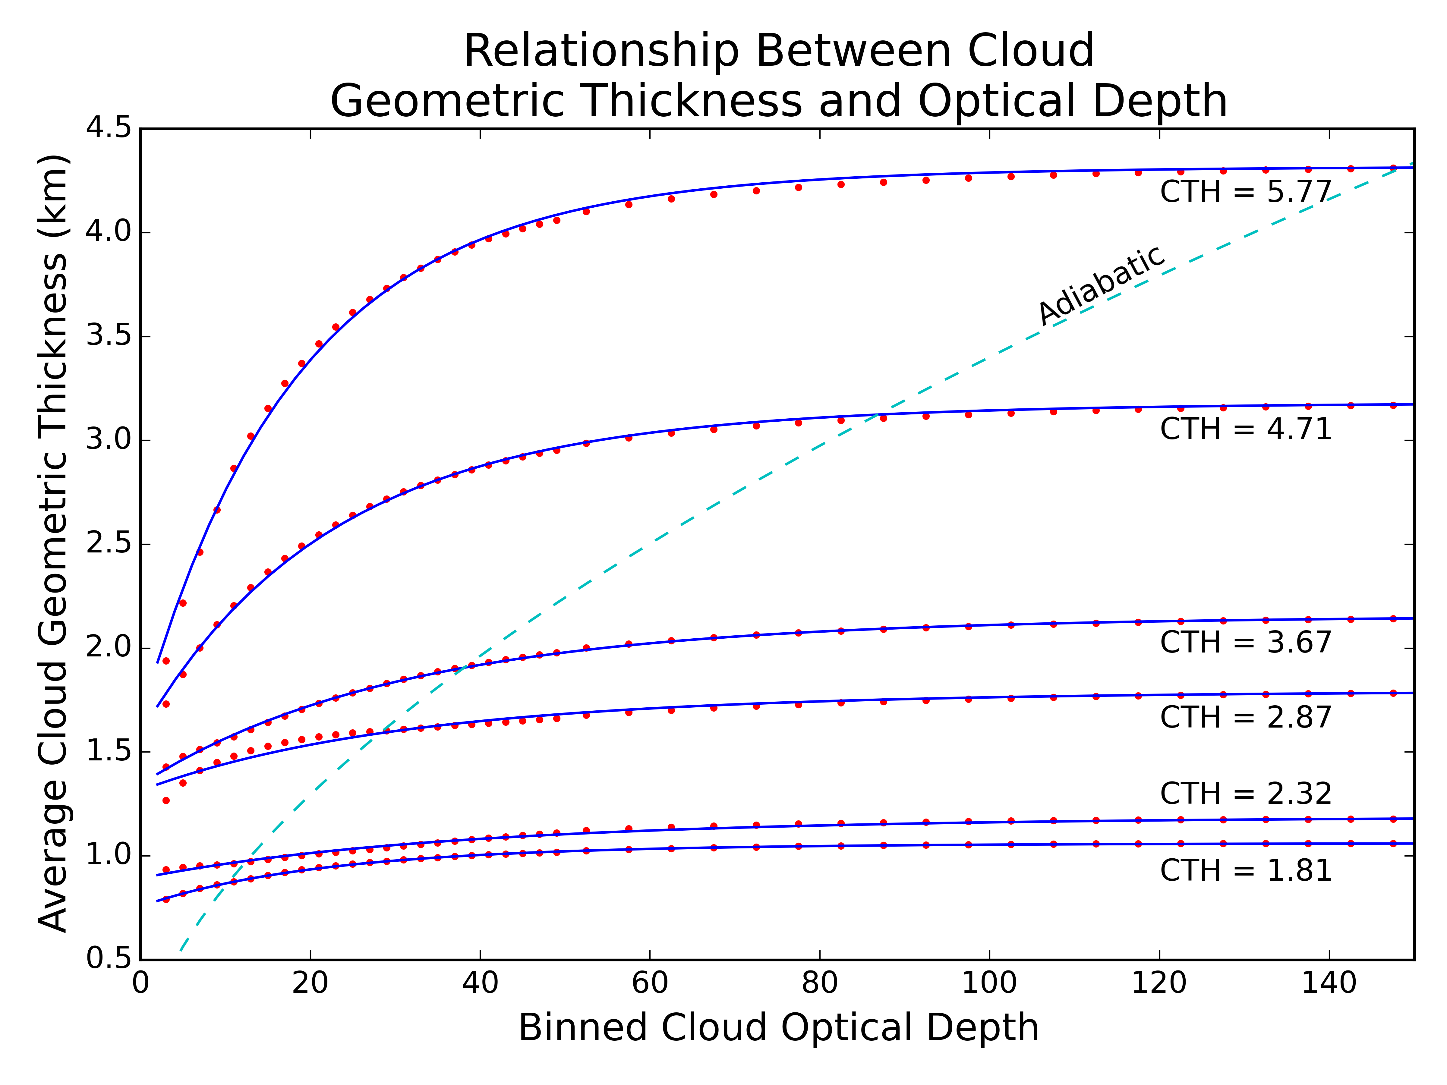 Relationship Between Cloud
Geometric Thickness and Optical Depth
Average Cloud Geometric Thickness (km)
4.5
4.0
3.5
3.0
2.5
2.0
1.5
1.0
0.5
CTH = 5.77
Adiabatic
CTH = 4.71
CTH = 3.67
CTH = 2.87
CTH = 2.32
CTH = 1.81
0 20 40 60 80 100 120 140
Binned Cloud Optical Depth